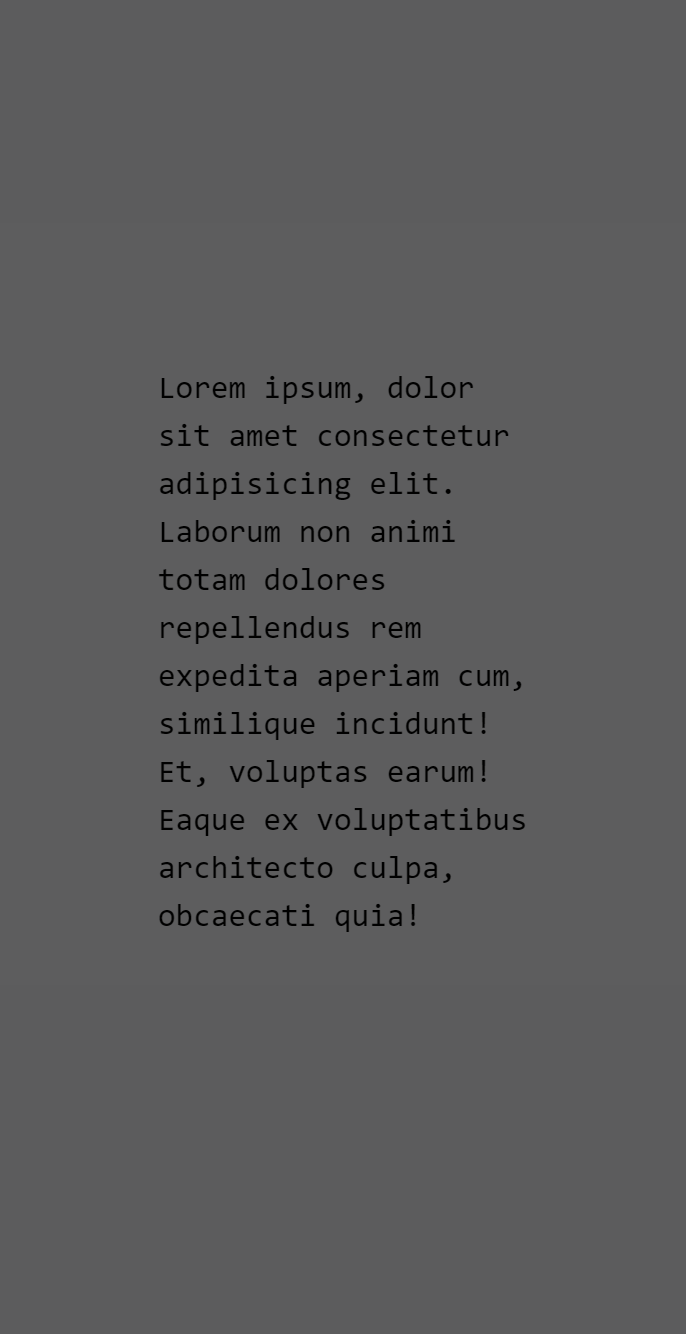 Lorem ipsum, dolor
sit amet consectetur
adipisicing elit.
Laborum non animi
totam dolores
repellendus rem
expedita aperiam cum,
similique incidunt!
Et, voluptas earum!
Eaque ex voluptatibus
architecto culpa,
obcaecati quia!